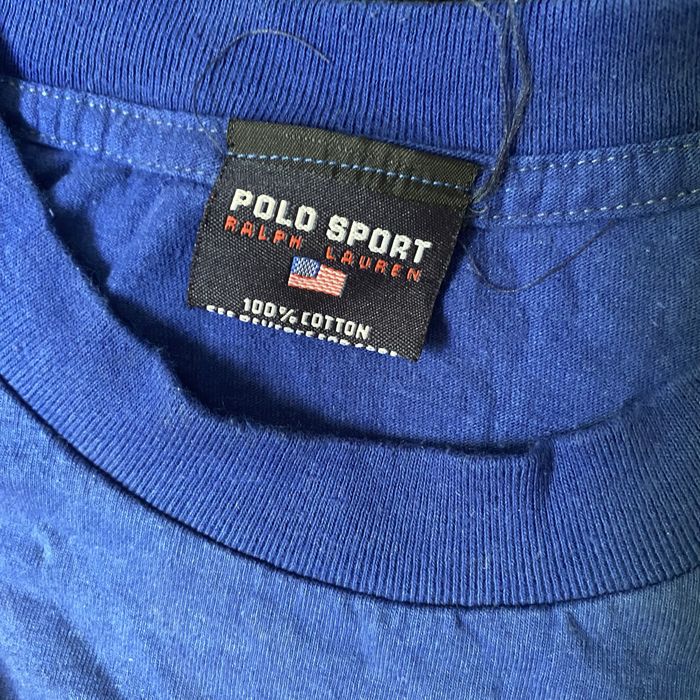 POLO SPORT
RALPH LAUREN
100% COTTON